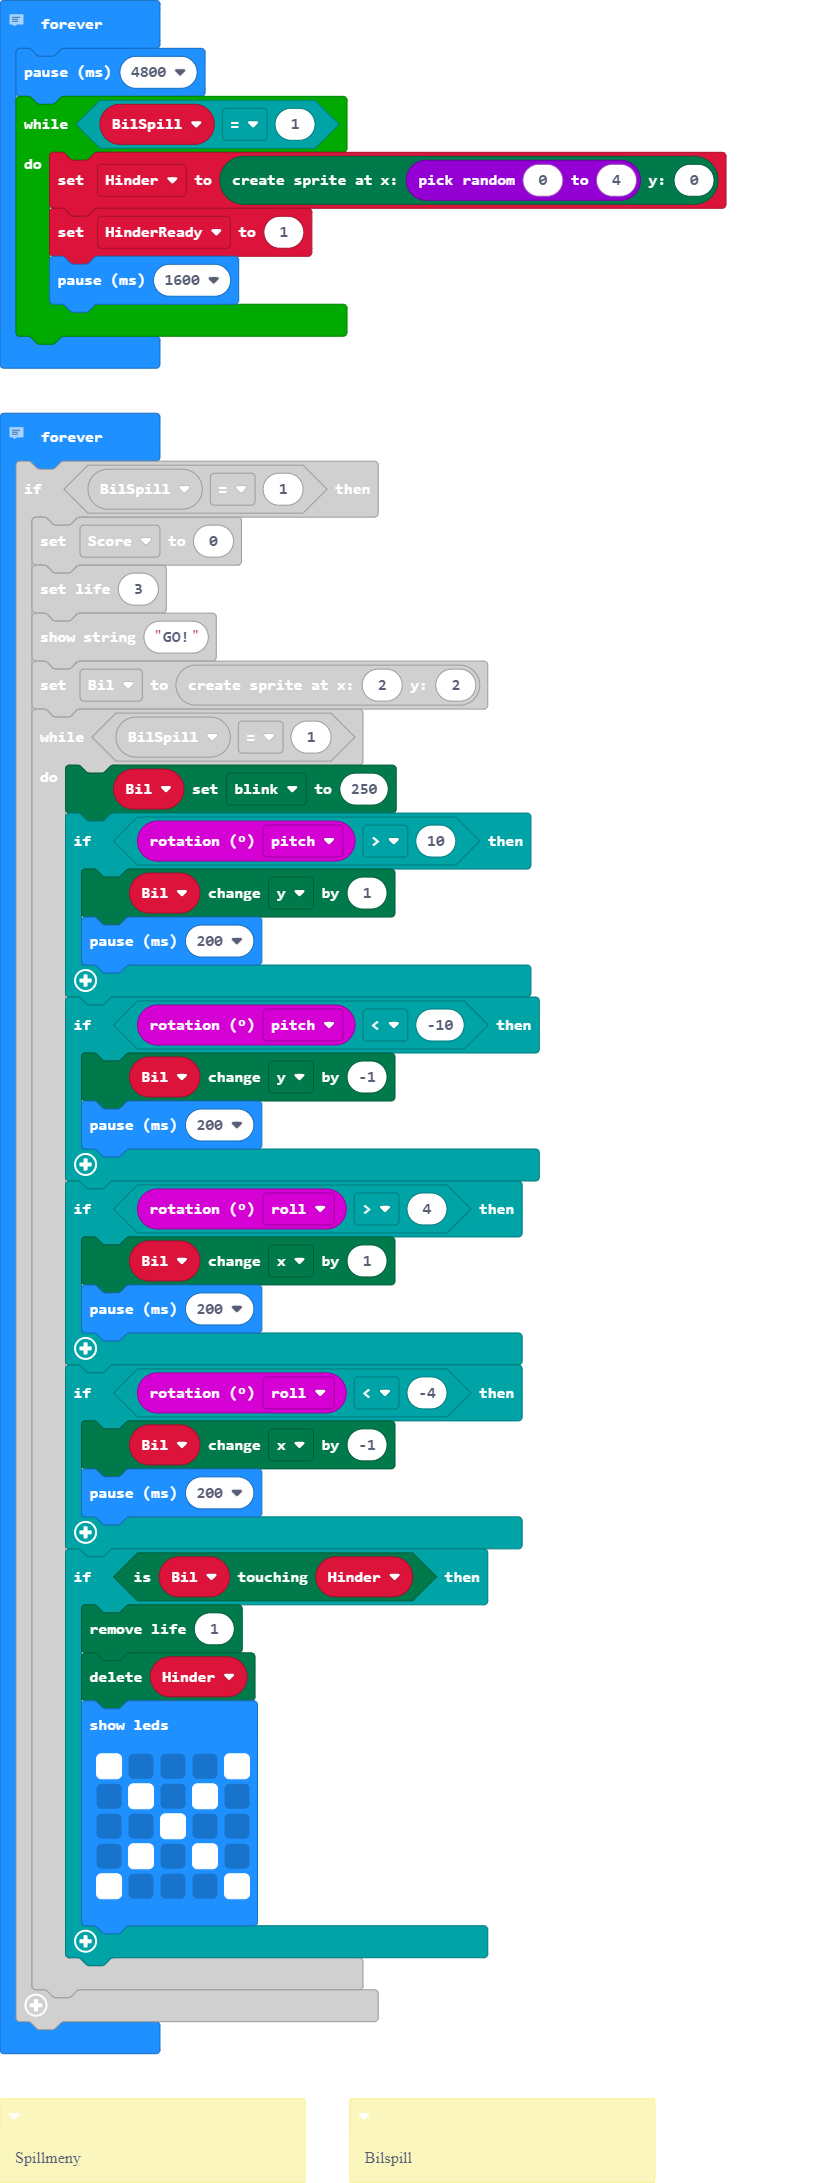 forever
pause (ms) 4800
while BilSpill = 1
do
set Hinder to create sprite at x: pick random 0 to 4 y: 0
set HinderReady to 1
pause (ms) 1600
forever
if BilSpill = 1 then
set Score to 0
set life 3
show string "GO!"
set Bil to create sprite at x: 2 y: 2
while BilSpill = 1
do
Bil set blink to 250
if rotation (º) pitch > 10 then
Bil change y by 1
pause (ms) 200
if rotation (º) pitch < -10 then
Bil change y by -1
pause (ms) 200
if rotation (º) roll > 4 then
Bil change x by 1
pause (ms) 200
if rotation (º) roll < -4 then
Bil change x by -1
pause (ms) 200
if is Bil touching Hinder then
remove life 1
delete Hinder
show leds
Spillmeny
Bilspill